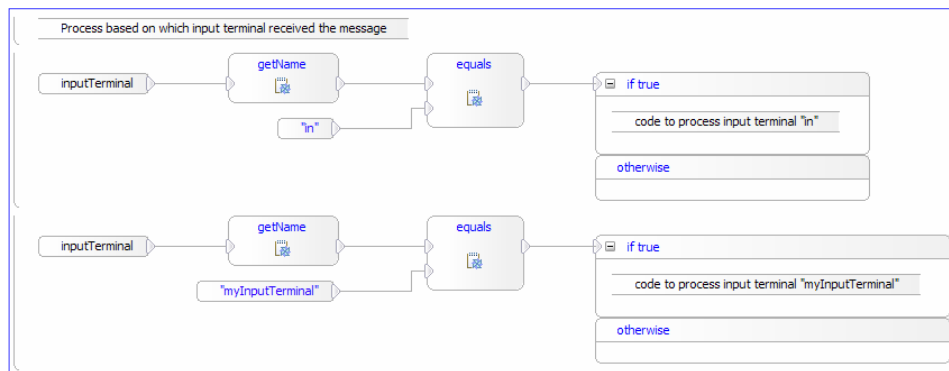 Process based on which input terminal received the message
getName
equals
inputTerminal
if true
"in"
code to process input terminal "in"
otherwise
getName
equals
inputTerminal
if true
"myInputTerminal"
code to process input terminal "myInputTerminal"
otherwise